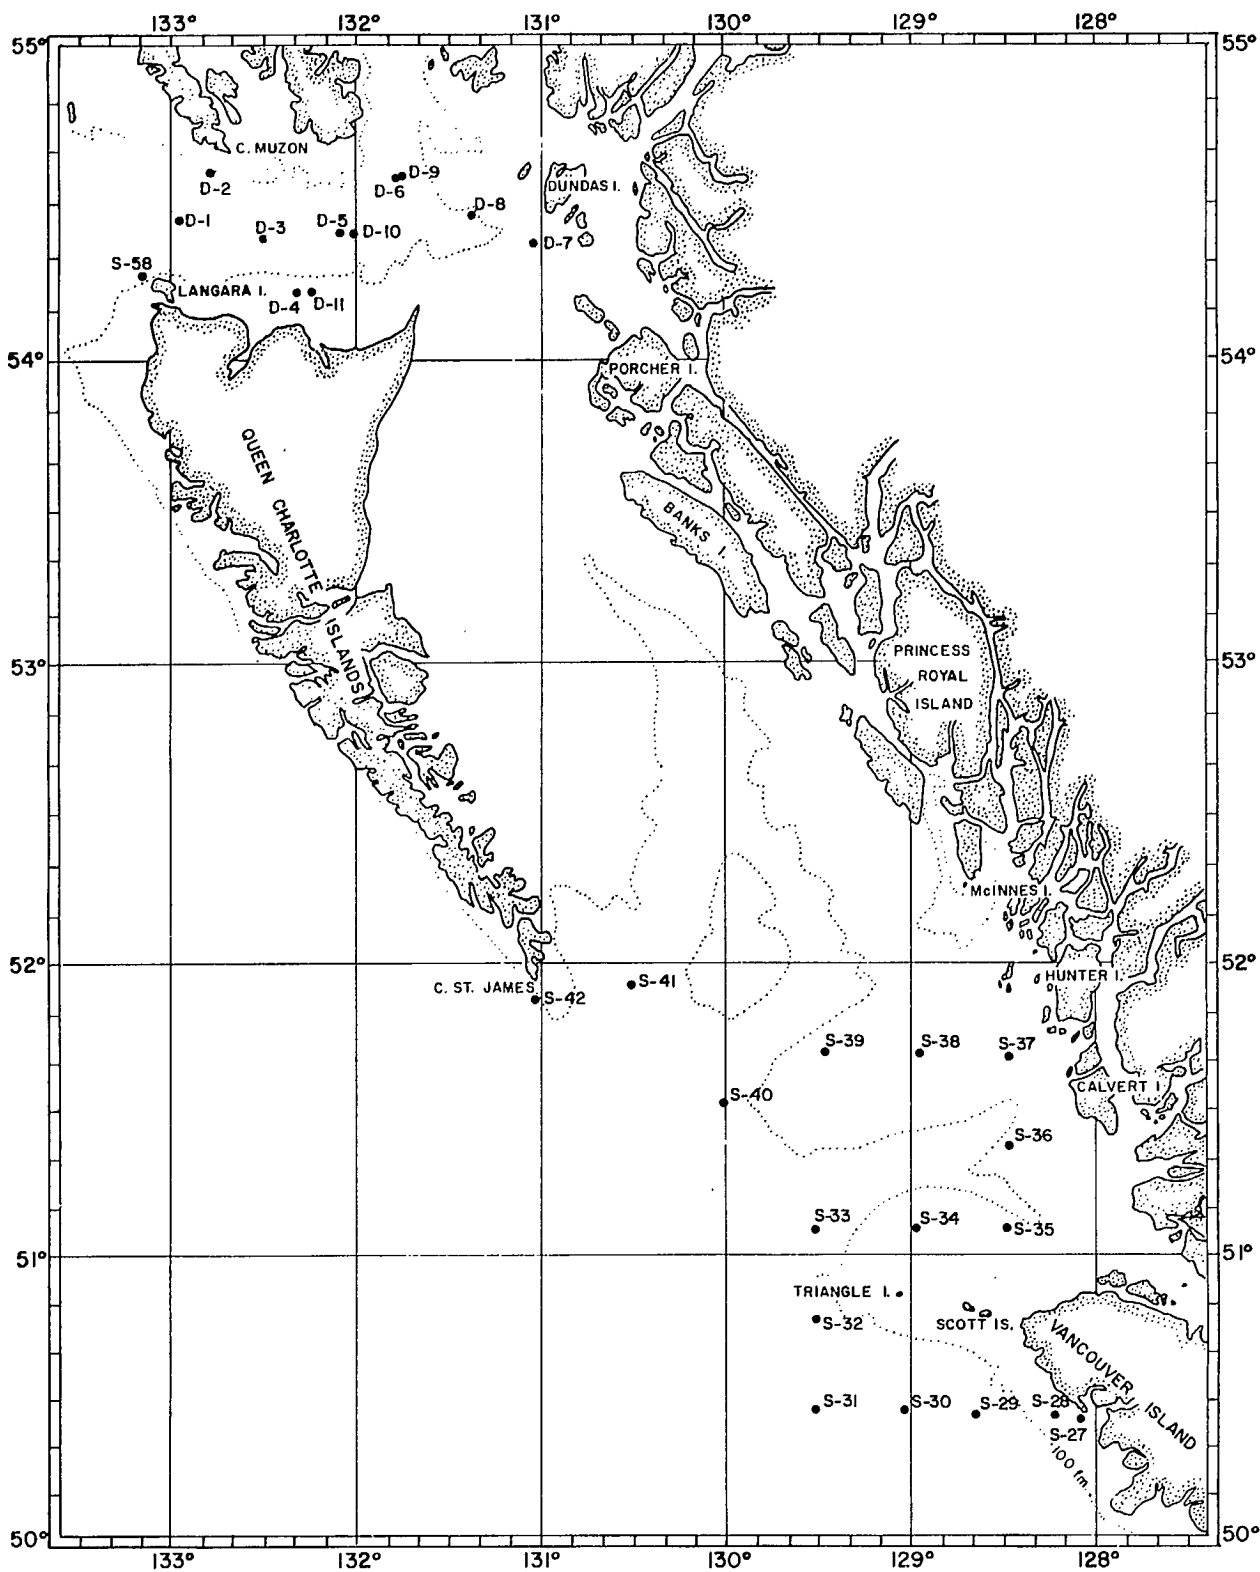 133° 132° 131° 130° 129° 128°
55° 55°
C. MUZON
D-9
D-6
D-2
DUNDAS I.
D-8
D-1
D-5
D-3
D-10
D-7
S-58
LANGARA I.
D-4
D-11
54° 54°
PORCHER I.
QUEEN CHARLOTTE ISLANDS
BANKS I.
53° 53°
PRINCESS
ROYAL
ISLAND
McINNES I.
52° 52°
HUNTER I.
C. ST. JAMES
S-42
S-41
S-39
S-38
S-37
CALVERT I
S-40
S-36
S-33
S-34
S-35
51° 51°
TRIANGLE I.
SCOTT IS.
S-32
VANCOUVER ISLAND
S-31
S-30
S-29
S-28
S-27
100 fm.
50° 50°
133° 132° 131° 130° 129° 128°